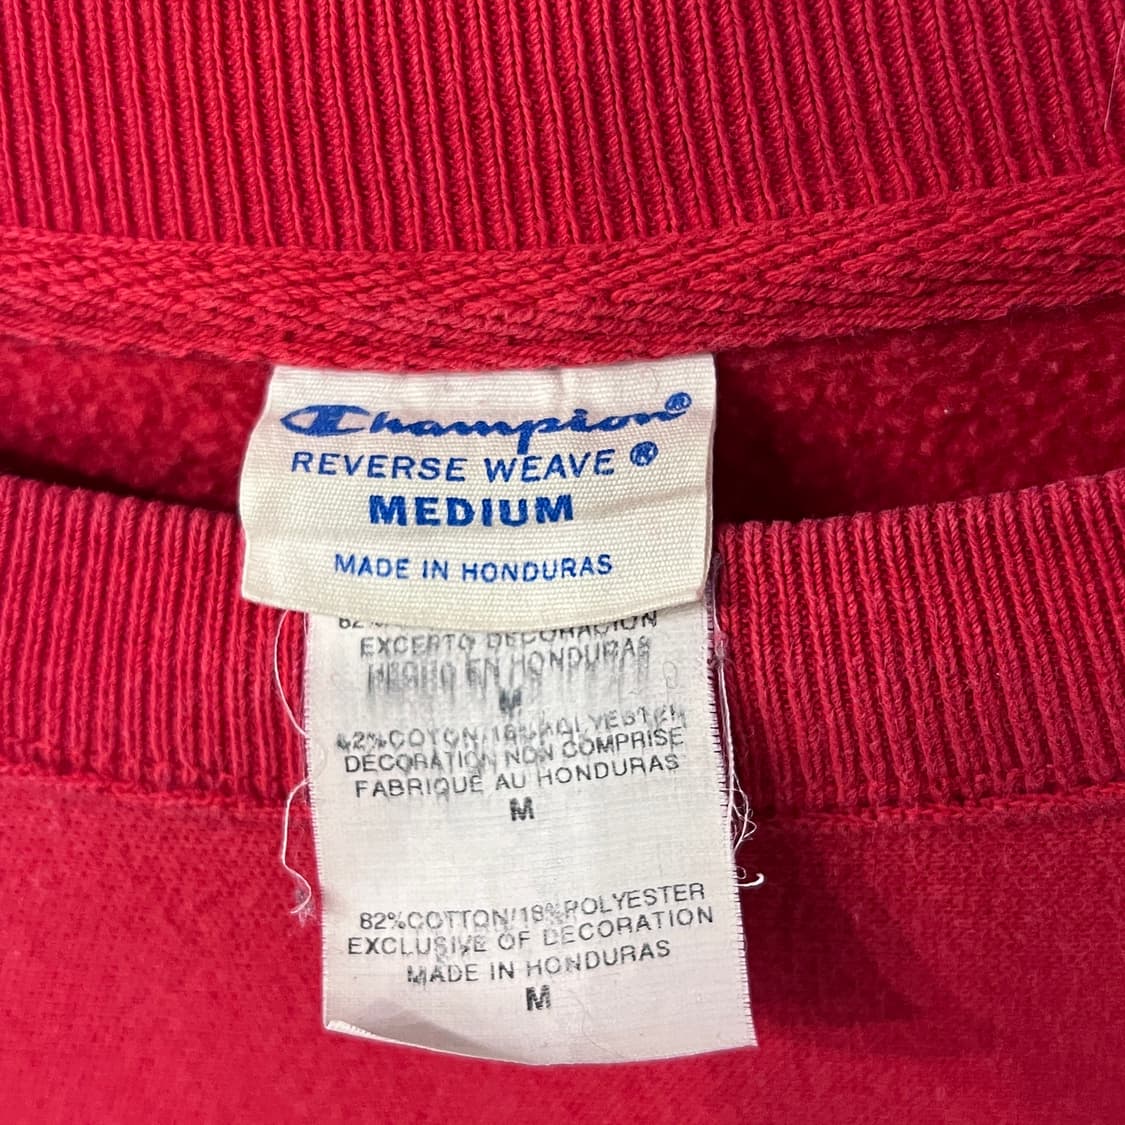 Champion®
REVERSE WEAVE ®
MEDIUM
MADE IN HONDURAS
EXCEPTO DECORACION
HECHO EN HONDURAS
M
DÉCORATION NON COMPRISE
FABRIQUÉ AU HONDURAS
M
82%COTTON/18%POLYESTER
EXCLUSIVE OF DECORATION
MADE IN HONDURAS
M